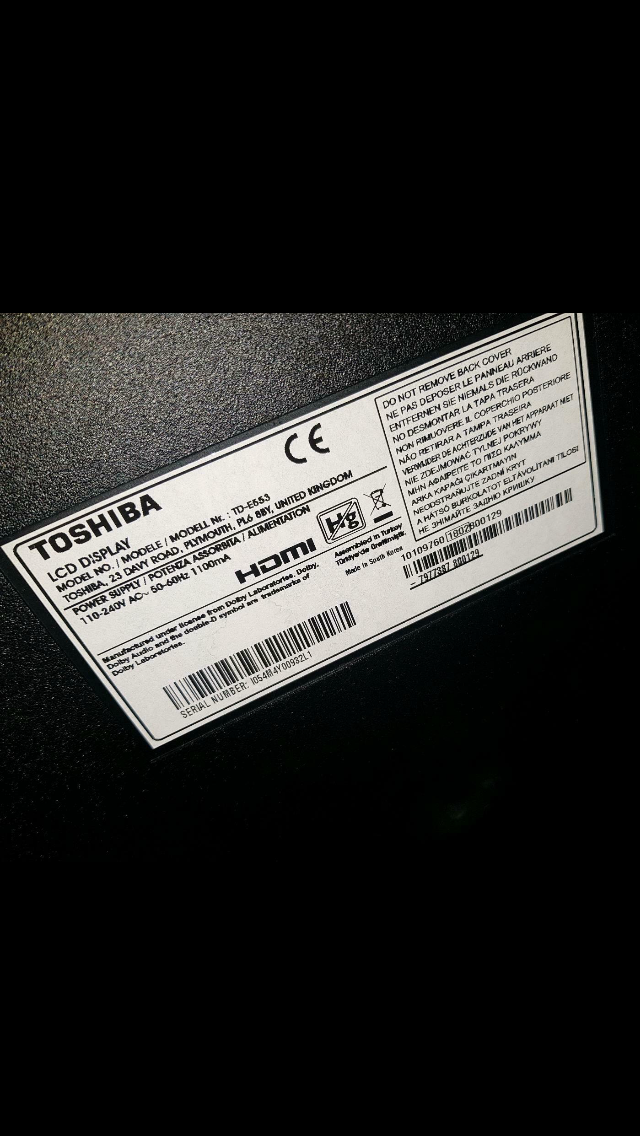 TOSHIBA
LCD DISPLAY
MODEL NO. / MODELE / MODELL Nr. : TD-E553
TOSHIBA, 23 DAVY ROAD, PLYMOUTH, PL6 8BY, UNITED KINGDOM
POWER SUPPLY / POTENZA ASSORBITA / ALIMENTATION
110-240V AC~ 50-60Hz 1100mA
CE
HDMI
Hg
Manufactured under license from Dolby Laboratories. Dolby,
Dolby Audio and the double-D symbol are trademarks of
Dolby Laboratories.
Assembled in Turkey
Türkiye'de Üretilmiştir.
Made in South Korea
SERIAL NUMBER: I0S4M4Y00932L1
DO NOT REMOVE BACK COVER
NE PAS DEPOSER LE PANNEAU ARRIERE
ENTFERNEN SIE NIEMALS DIE RÜCKWAND
NO DESMONTAR LA TAPA TRASERA
NON RIMUOVERE IL COPERCHIO POSTERIORE
NÃO RETIRAR A TAMPA TRASEIRA
VERWIJDER DE ACHTERZIJDE VAN HET APPARAAT NIET
NIE ZDEJMOWAĆ TYLNEJ POKRYWY
ΜΗΝ ΑΦΑΙΡΕΙΤΕ ΤΟ ΠΙΣΩ ΚΑΛΥΜΜΑ
ARKA KAPAĞI ÇIKARTMAYIN
NEODSTRAŇUJTE ZADNÍ KRYT
A HÁTSÓ BURKOLATOT ELTÁVOLÍTANI TILOS!
НЕ СНИМАЙТЕ ЗАДНЮЮ КРИШКУ
10109760 1802800129
7977387 800129